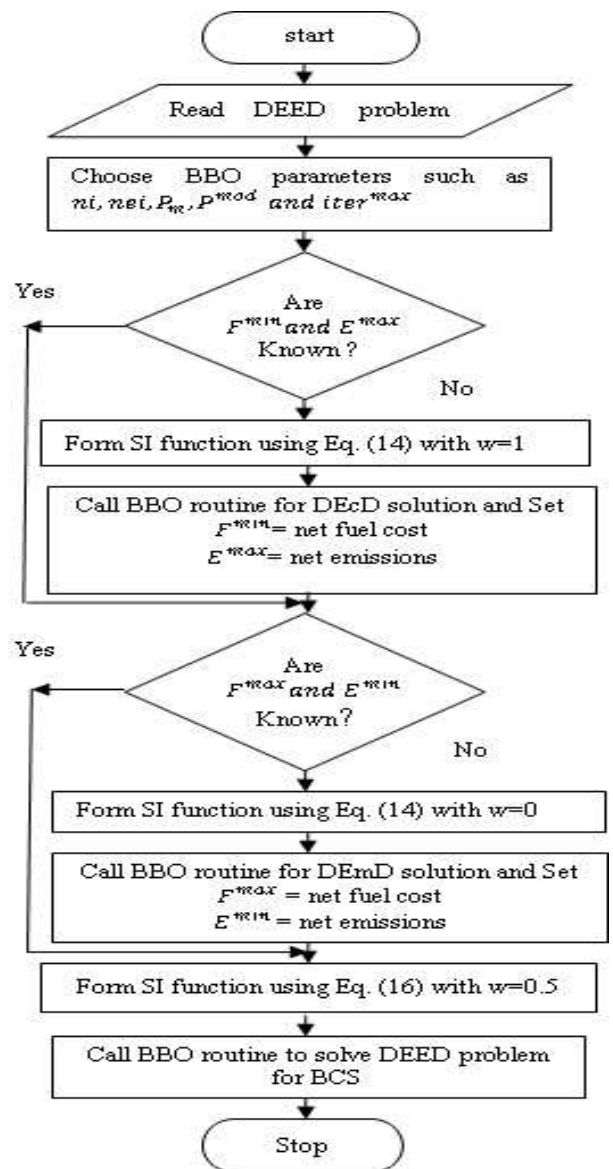 start
Read DEED problem
Choose BBO parameters such as
ni, nei, P_m, P^mod and iter^max
Yes
Are
F^min and E^max
Known ?
No
Form SI function using Eq. (14) with w=1
Call BBO routine for DEcD solution and Set
F^min = net fuel cost
E^max = net emissions
Yes
Are
F^max and E^min
Known?
No
Form SI function using Eq. (14) with w=0
Call BBO routine for DEmD solution and Set
F^max = net fuel cost
E^min = net emissions
Form SI function using Eq. (16) with w=0.5
Call BBO routine to solve DEED problem
for BCS
Stop